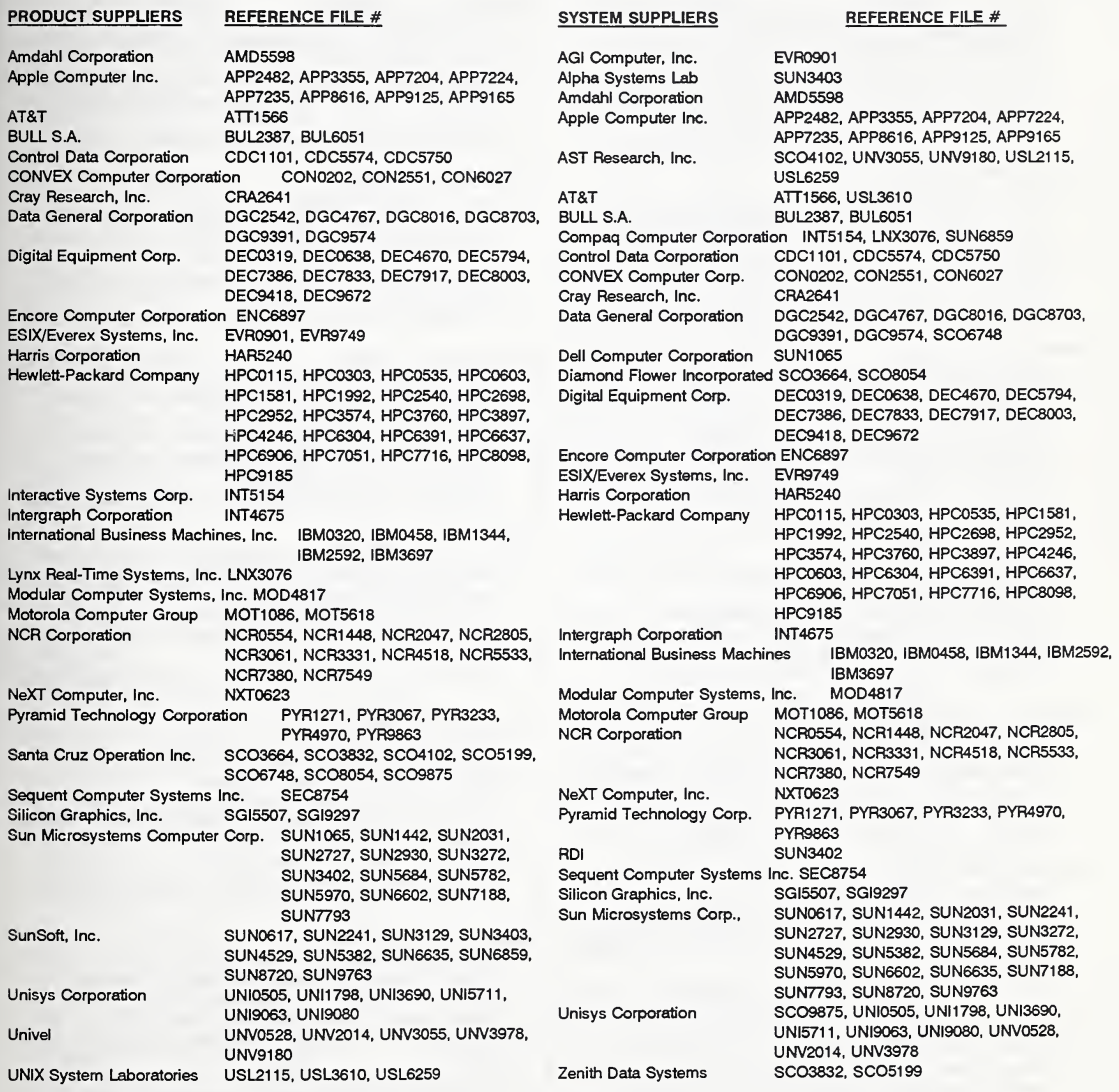 PRODUCT SUPPLIERS REFERENCE FILE #
Amdahl Corporation AMD5598
Apple Computer Inc. APP2482, APP3355, APP7204, APP7224,
APP7235, APP8616, APP9125, APP9165
AT&T ATT1566
BULL S.A. BUL2387, BUL6051
Control Data Corporation CDC1101, CDC5574, CDC5750
CONVEX Computer Corporation CON0202, CON2551, CON6027
Cray Research, Inc. CRA2641
Data General Corporation DGC2542, DGC4767, DGC8016, DGC8703,
DGC9391, DGC9574
Digital Equipment Corp. DEC0319, DEC0638, DEC4670, DEC5794,
DEC7386, DEC7833, DEC7917, DEC8003,
DEC9418, DEC9672
Encore Computer Corporation ENC6897
ESIX/Everex Systems, Inc. EVR0901, EVR9749
Harris Corporation HAR5240
Hewlett-Packard Company HPC0115, HPC0303, HPC0535, HPC0603,
HPC1581, HPC1992, HPC2540, HPC2698,
HPC2952, HPC3574, HPC3760, HPC3897,
HPC4246, HPC6304, HPC6391, HPC6637,
HPC6906, HPC7051, HPC7716, HPC8098,
HPC9185
Interactive Systems Corp. INT5154
Intergraph Corporation INT4675
International Business Machines, Inc. IBM0320, IBM0458, IBM1344,
IBM2592, IBM3697
Lynx Real-Time Systems, Inc. LNX3076
Modular Computer Systems, Inc. MOD4817
Motorola Computer Group MOT1086, MOT5618
NCR Corporation NCR0554, NCR1448, NCR2047, NCR2805,
NCR3061, NCR3331, NCR4518, NCR5533,
NCR7380, NCR7549
NeXT Computer, Inc. NXT0623
Pyramid Technology Corporation PYR1271, PYR3067, PYR3233,
PYR4970, PYR9863
Santa Cruz Operation Inc. SCO3664, SCO3832, SCO4102, SCO5199,
SCO6748, SCO8054, SCO9875
Sequent Computer Systems Inc. SEC8754
Silicon Graphics, Inc. SGI5507, SGI9297
Sun Microsystems Computer Corp. SUN1065, SUN1442, SUN2031,
SUN2727, SUN2930, SUN3272,
SUN3402, SUN5684, SUN5782,
SUN5970, SUN6602, SUN7188,
SUN7793
SunSoft, Inc. SUN0617, SUN2241, SUN3129, SUN3403,
SUN4529, SUN5382, SUN6635, SUN6859,
SUN8720, SUN9763
Unisys Corporation UNI0505, UNI1798, UNI3690, UNI5711,
UNI9063, UNI9080
Univel UNV0528, UNV2014, UNV3055, UNV3978,
UNV9180
UNIX System Laboratories USL2115, USL3610, USL6259
SYSTEM SUPPLIERS REFERENCE FILE #
AGI Computer, Inc. EVR0901
Alpha Systems Lab SUN3403
Amdahl Corporation AMD5598
Apple Computer Inc. APP2482, APP3355, APP7204, APP7224,
APP7235, APP8616, APP9125, APP9165
AST Research, Inc. SCO4102, UNV3055, UNV9180, USL2115,
USL6259
AT&T ATT1566, USL3610
BULL S.A. BUL2387, BUL6051
Compaq Computer Corporation INT5154, LNX3076, SUN6859
Control Data Corporation CDC1101, CDC5574, CDC5750
CONVEX Computer Corp. CON0202, CON2551, CON6027
Cray Research, Inc. CRA2641
Data General Corporation DGC2542, DGC4767, DGC8016, DGC8703,
DGC9391, DGC9574, SCO6748
Dell Computer Corporation SUN1065
Diamond Flower Incorporated SCO3664, SCO8054
Digital Equipment Corp. DEC0319, DEC0638, DEC4670, DEC5794,
DEC7386, DEC7833, DEC7917, DEC8003,
DEC9418, DEC9672
Encore Computer Corporation ENC6897
ESIX/Everex Systems, Inc. EVR9749
Harris Corporation HAR5240
Hewlett-Packard Company HPC0115, HPC0303, HPC0535, HPC1581,
HPC1992, HPC2540, HPC2698, HPC2952,
HPC3574, HPC3760, HPC3897, HPC4246,
HPC0603, HPC6304, HPC6391, HPC6637,
HPC6906, HPC7051, HPC7716, HPC8098,
HPC9185
Intergraph Corporation INT4675
International Business Machines IBM0320, IBM0458, IBM1344, IBM2592,
IBM3697
Modular Computer Systems, Inc. MOD4817
Motorola Computer Group MOT1086, MOT5618
NCR Corporation NCR0554, NCR1448, NCR2047, NCR2805,
NCR3061, NCR3331, NCR4518, NCR5533,
NCR7380, NCR7549
NeXT Computer, Inc. NXT0623
Pyramid Technology Corp. PYR1271, PYR3067, PYR3233, PYR4970,
PYR9863
RDI SUN3402
Sequent Computer Systems Inc. SEC8754
Silicon Graphics, Inc. SGI5507, SGI9297
Sun Microsystems Corp., SUN0617, SUN1442, SUN2031, SUN2241,
SUN2727, SUN2930, SUN3129, SUN3272,
SUN4529, SUN5382, SUN5684, SUN5782,
SUN5970, SUN6602, SUN6635, SUN7188,
SUN7793, SUN8720, SUN9763
Unisys Corporation SCO9875, UNI0505, UNI1798, UNI3690,
UNI5711, UNI9063, UNI9080, UNV0528,
UNV2014, UNV3978
Zenith Data Systems SCO3832, SCO5199